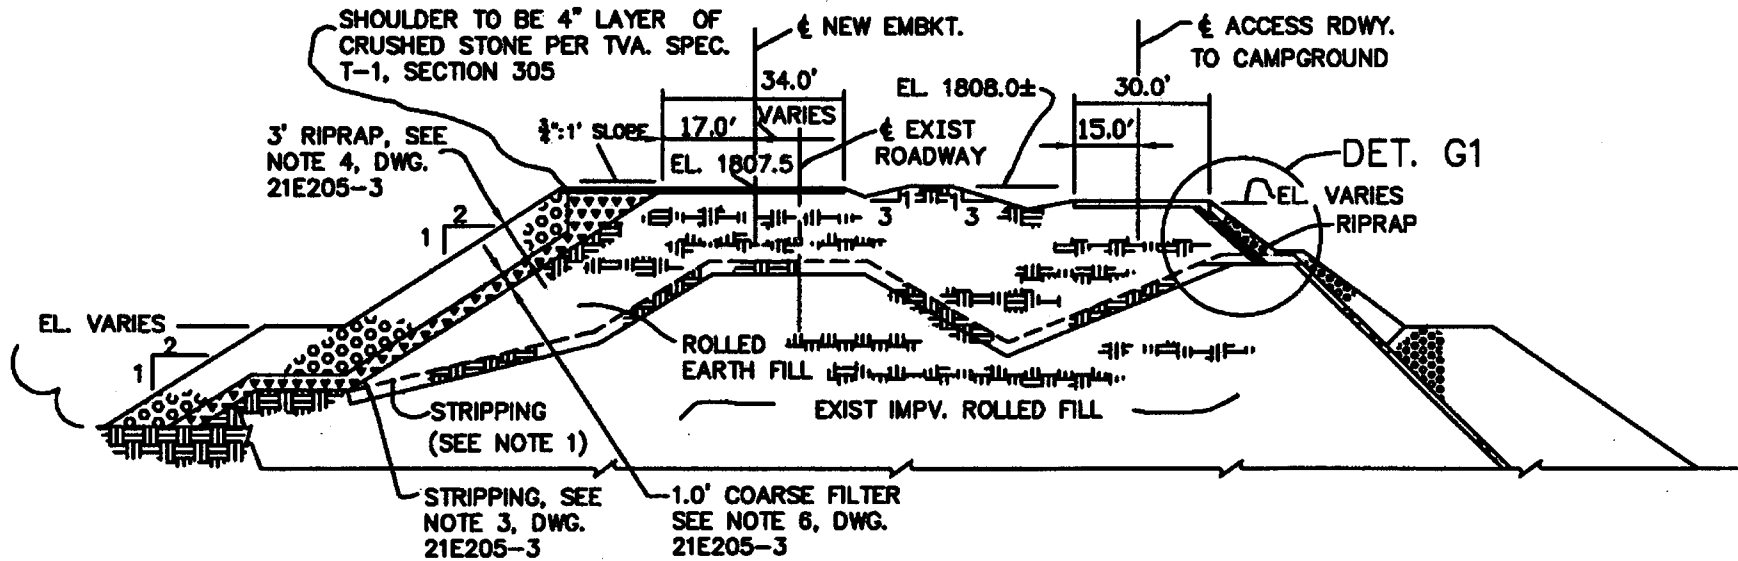 SHOULDER TO BE 4" LAYER OF
CRUSHED STONE PER TVA. SPEC.
T-1, SECTION 305
℄ NEW EMBKT.
℄ ACCESS RDWY.
TO CAMPGROUND
34.0'
EL. 1808.0±
30.0'
3' RIPRAP, SEE
NOTE 4, DWG.
21E205-3
¾":1' SLOPE
17.0'
VARIES
℄ EXIST
ROADWAY
15.0'
DET. G1
EL. 1807.5
EL. VARIES
RIPRAP
2
1
3
3
EL. VARIES
2
1
ROLLED
EARTH FILL
STRIPPING
(SEE NOTE 1)
EXIST IMPV. ROLLED FILL
STRIPPING, SEE
NOTE 3, DWG.
21E205-3
1.0' COARSE FILTER
SEE NOTE 6, DWG.
21E205-3